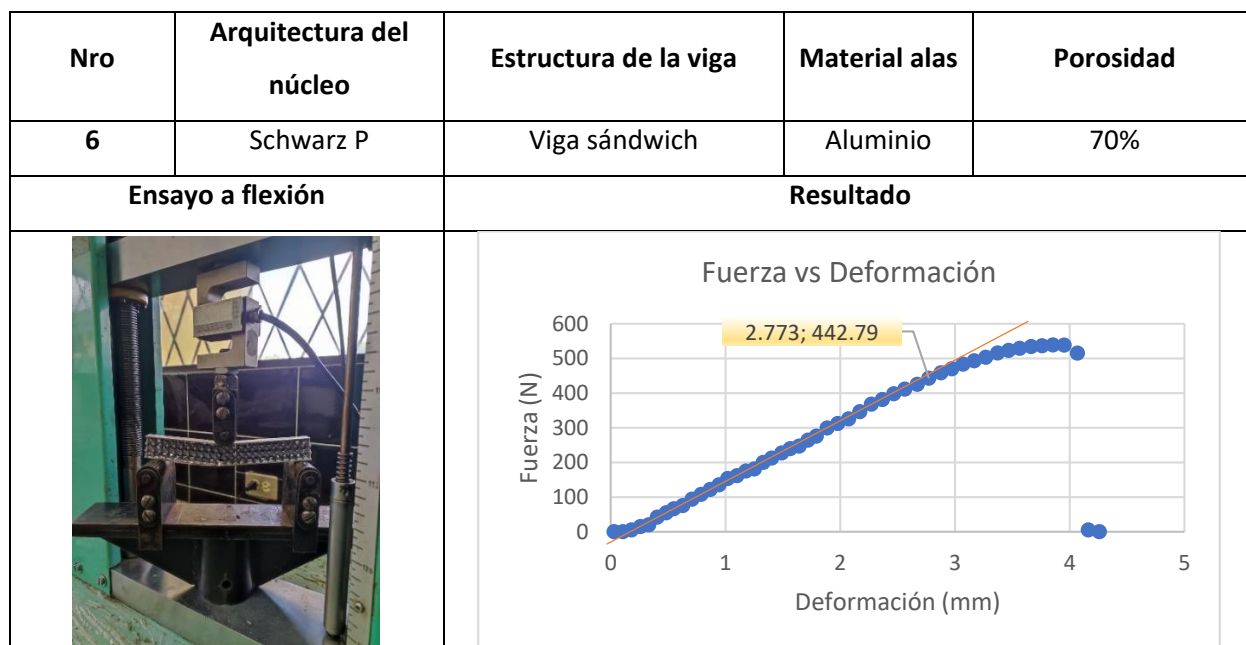 Nro
Arquitectura del
núcleo
Estructura de la viga
Material alas
Porosidad
6
Schwarz P
Viga sándwich
Aluminio
70%
Ensayo a flexión
Resultado
Fuerza vs Deformación
2.773; 442.79
Fuerza (N)
600
500
400
300
200
100
0
0 1 2 3 4 5
Deformación (mm)